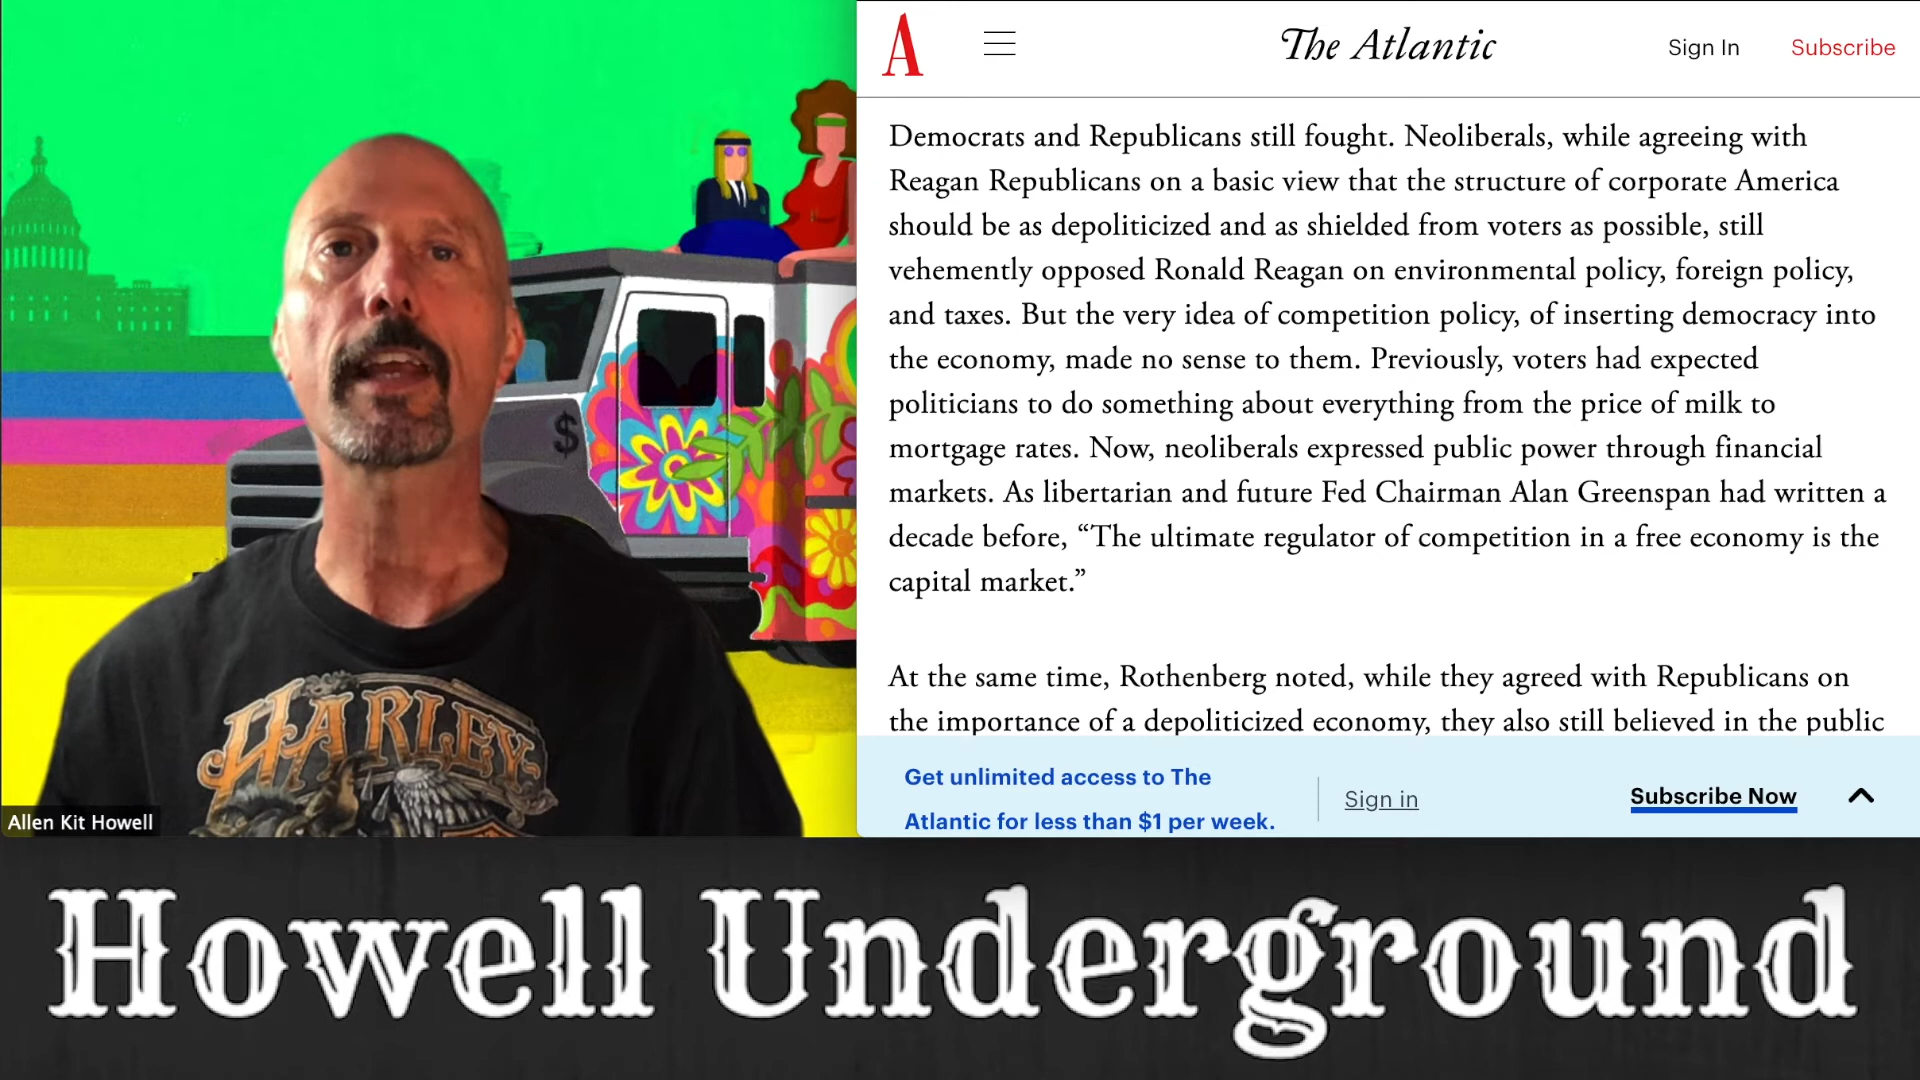 A
The Atlantic
Sign In
Subscribe
Democrats and Republicans still fought. Neoliberals, while agreeing with
Reagan Republicans on a basic view that the structure of corporate America
should be as depoliticized and as shielded from voters as possible, still
vehemently opposed Ronald Reagan on environmental policy, foreign policy,
and taxes. But the very idea of competition policy, of inserting democracy into
the economy, made no sense to them. Previously, voters had expected
politicians to do something about everything from the price of milk to
mortgage rates. Now, neoliberals expressed public power through financial
markets. As libertarian and future Fed Chairman Alan Greenspan had written a
decade before, “The ultimate regulator of competition in a free economy is the
capital market.”
At the same time, Rothenberg noted, while they agreed with Republicans on
the importance of a depoliticized economy, they also still believed in the public
Get unlimited access to The
Atlantic for less than $1 per week.
Sign in
Subscribe Now
$
HARLEY
Allen Kit Howell
Howell Underground